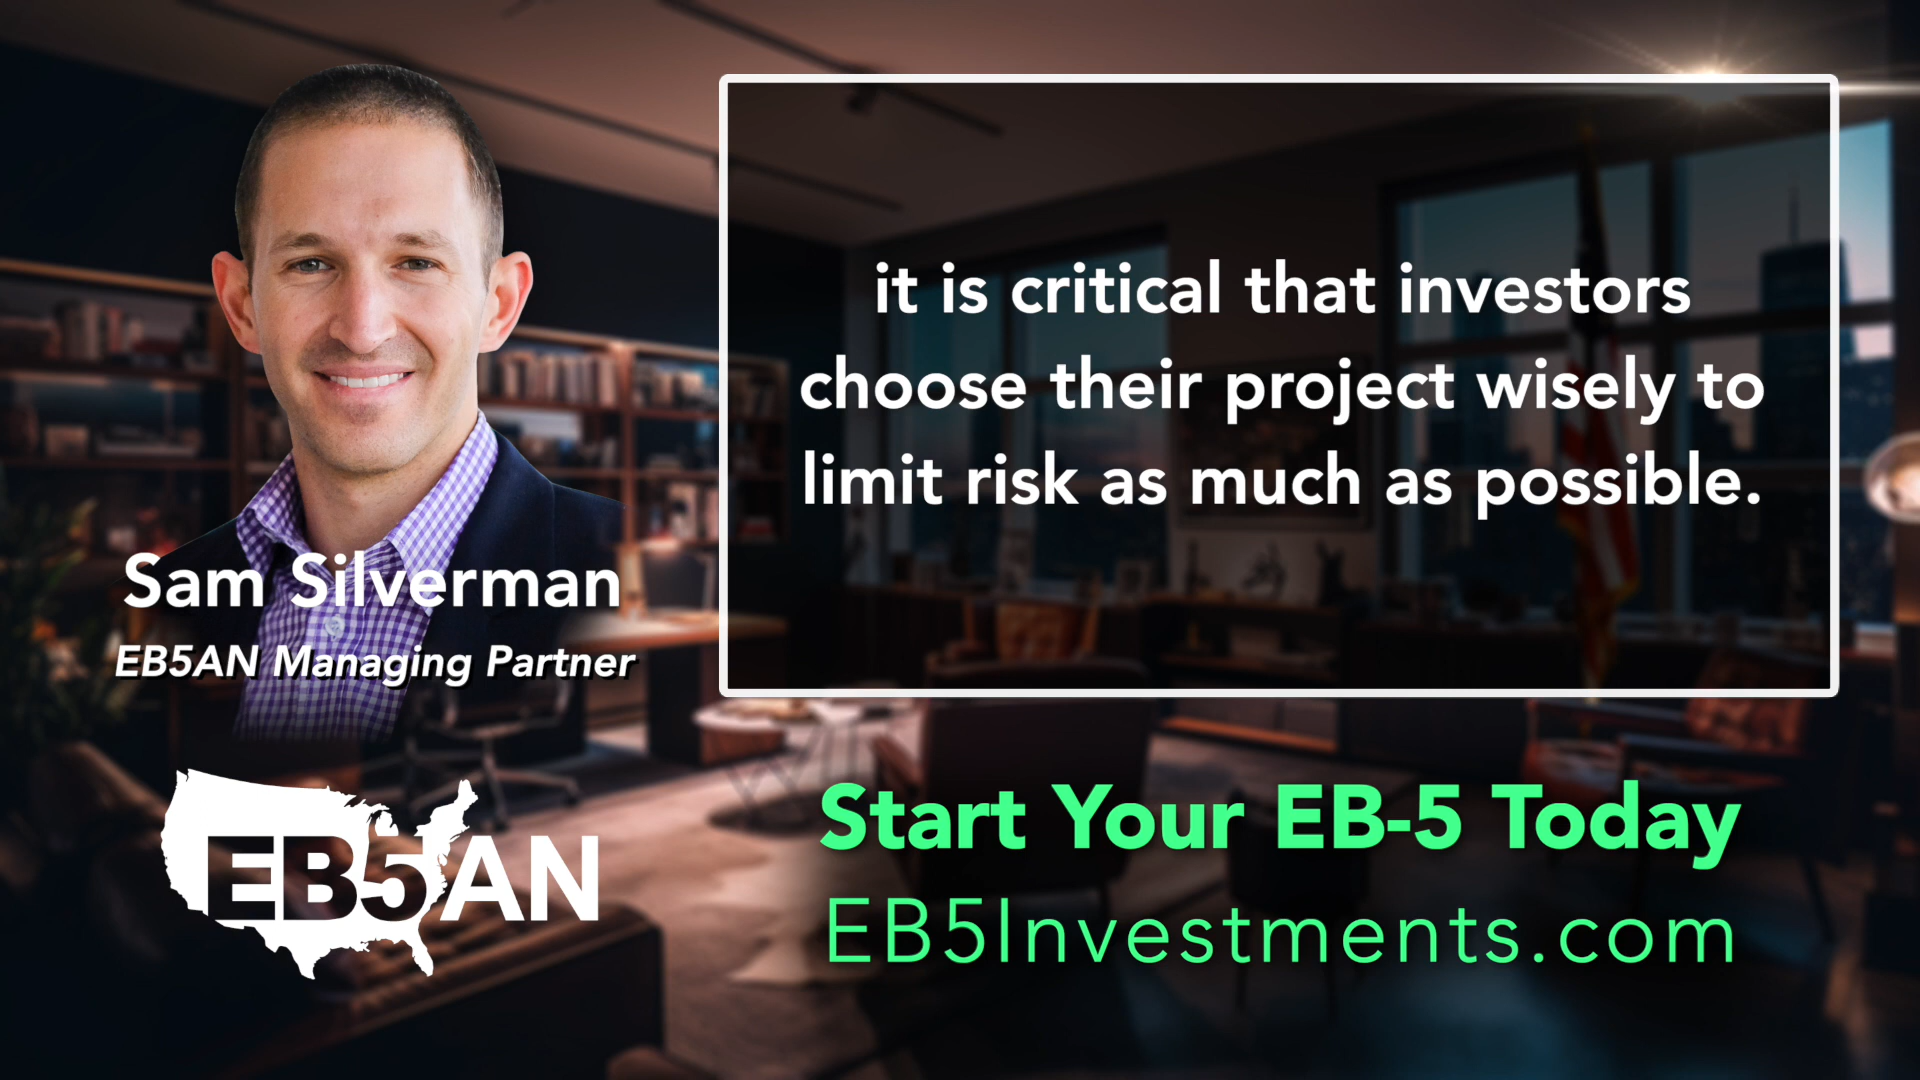 it is critical that investors
choose their project wisely to
limit risk as much as possible.
Sam Silverman
EB5AN Managing Partner
EB5AN
Start Your EB-5 Today
EB5Investments.com